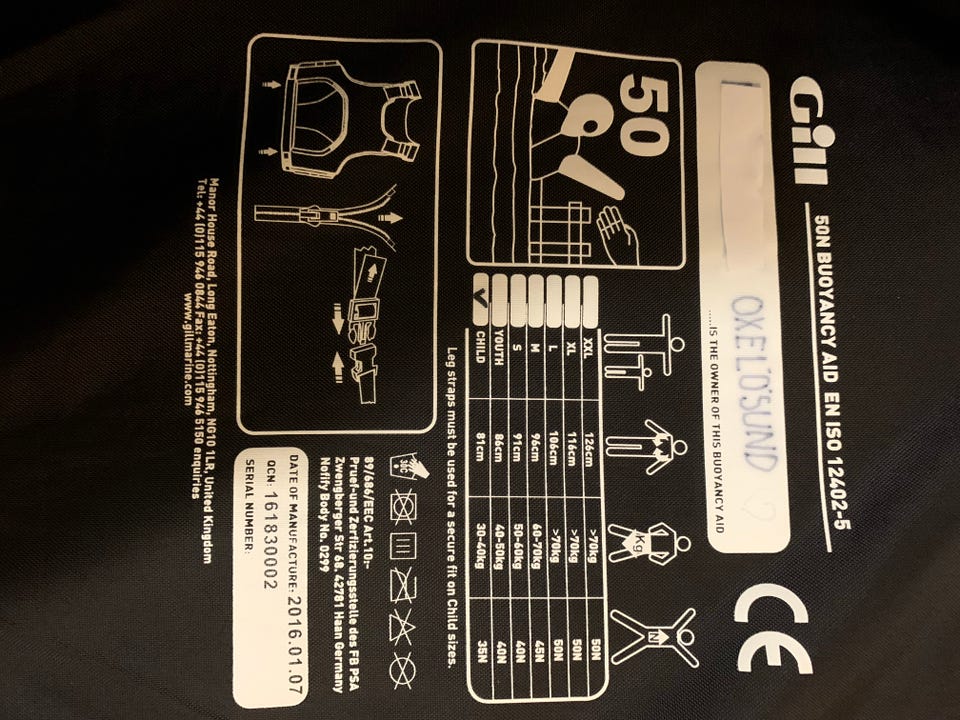 Gill
50N BUOYANCY AID EN ISO 12402-5
OXELÖSUND
.....IS THE OWNER OF THIS BUOYANCY AID
50
XXL 126cm >70kg 50N
XL 116cm >70kg 50N
L 106cm >70kg 50N
M 96cm 60-70kg 45N
S 91cm 50-60kg 40N
YOUTH 86cm 40-50kg 40N
CHILD 81cm 30-40kg 35N
Kg
N
Leg straps must be used for a secure fit on Child sizes.
30C
89/686/EEC Art.10:-
Pruef-und Zerfizierungsstelle des FB PSA
Zwengberger Str 68. 42781 Haan Germany
Notify Body No. 0299
DATE OF MANUFACTURE: 2016.01.07
QCN: 161830002
SERIAL NUMBER:
Manor House Road, Long Eaton, Nottingham, NG10 1LR, United Kingdom
Tel: +44 (0)115 946 0844 Fax: +44 (0)115 946 5150 enquiries
www.gillmarine.com
CE